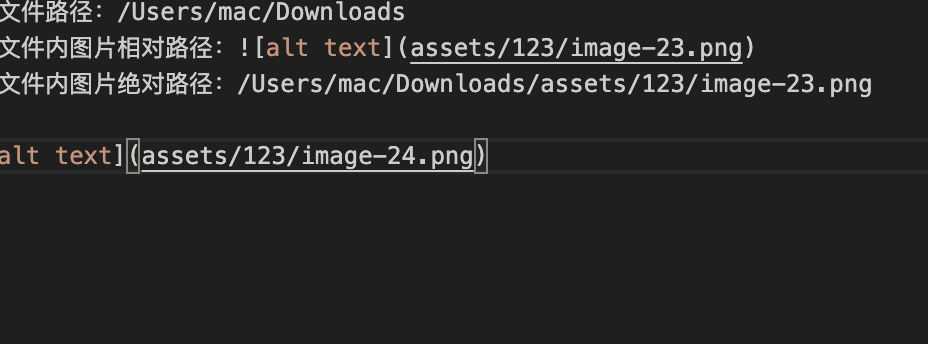 文件路径：/Users/mac/Downloads
文件内图片相对路径：![alt text](assets/123/image-23.png)
文件内图片绝对路径：/Users/mac/Downloads/assets/123/image-23.png
alt text](assets/123/image-24.png)